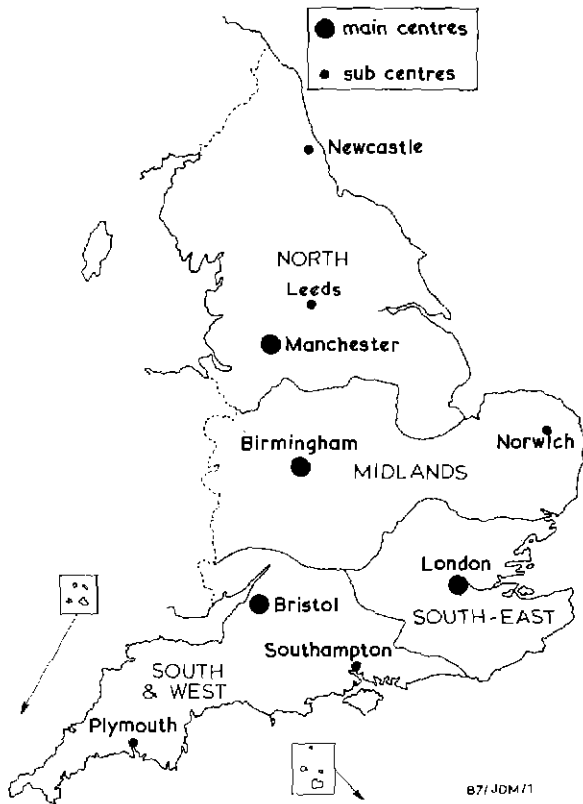 main centres
sub centres
Newcastle
NORTH
Leeds
Manchester
Birmingham
Norwich
MIDLANDS
London
Bristol
SOUTH-EAST
Southampton
SOUTH
& WEST
Plymouth
87/JDM/1